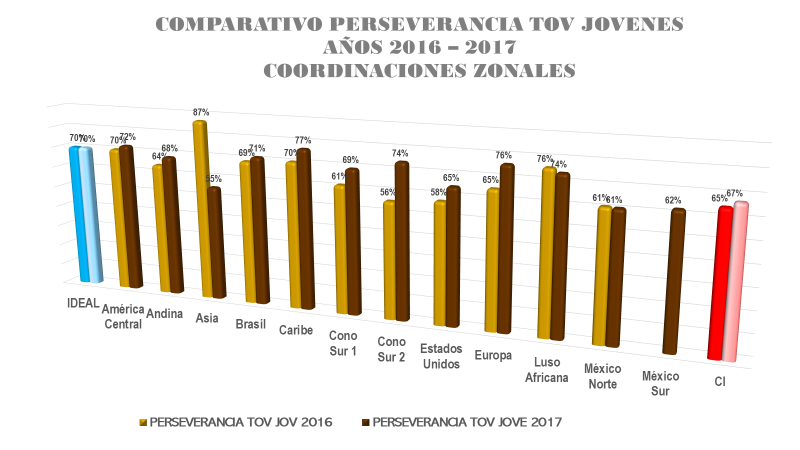 COMPARATIVO PERSEVERANCIA TOV JOVENES
AÑOS 2016 – 2017
COORDINACIONES ZONALES
70% 70% 70% 72% 64% 68% 87% 55% 69% 71% 70% 77% 61% 69% 56% 74% 58% 65% 65% 76% 76% 74% 61% 61% 62% 65% 67%
IDEAL
América
Central
Andina
Asia
Brasil
Caribe
Cono
Sur 1
Cono
Sur 2
Estados
Unidos
Europa
Luso
Africana
México
Norte
México
Sur
CI
PERSEVERANCIA TOV JOV 2016 PERSEVERANCIA TOV JOVE 2017